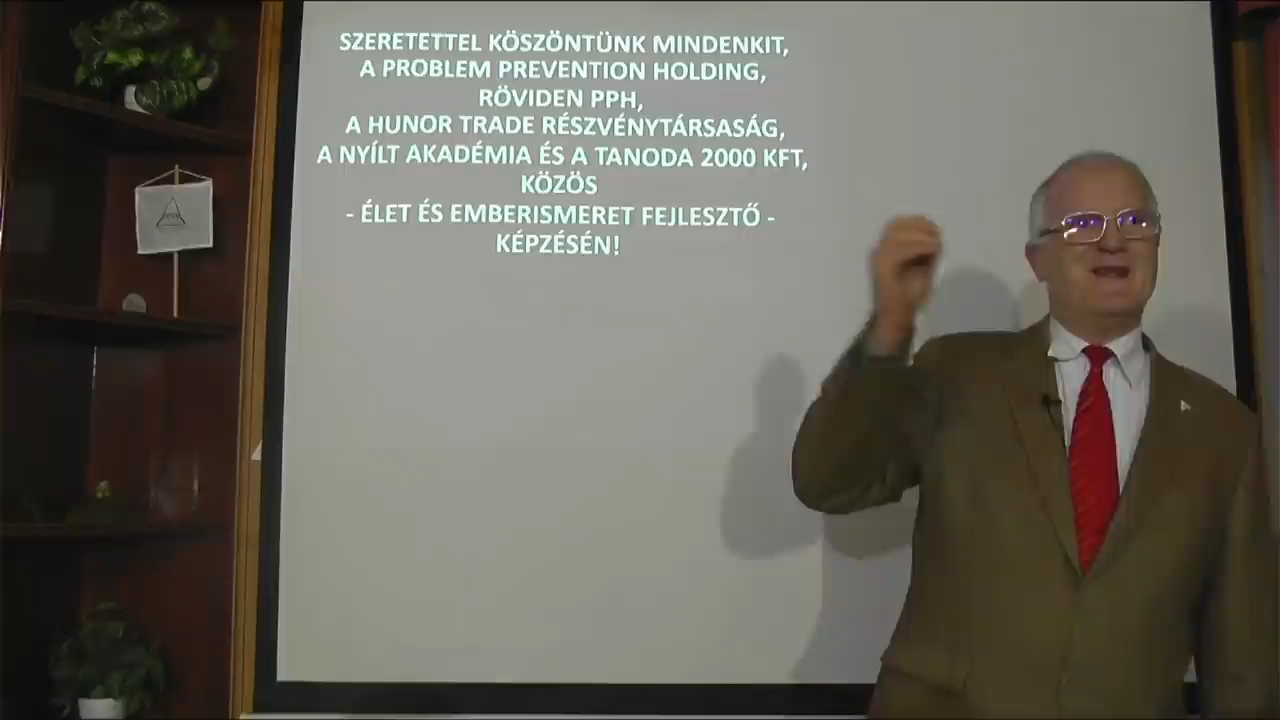 SZERETETTEL KÖSZÖNTÜNK MINDENKIT,
A PROBLEM PREVENTION HOLDING,
RÖVIDEN PPH,
A HUNOR TRADE RÉSZVÉNYTÁRSASÁG,
A NYÍLT AKADÉMIA ÉS A TANODA 2000 KFT,
KÖZÖS
- ÉLET ÉS EMBERISMERET FEJLESZTŐ -
KÉPZÉSÉN!